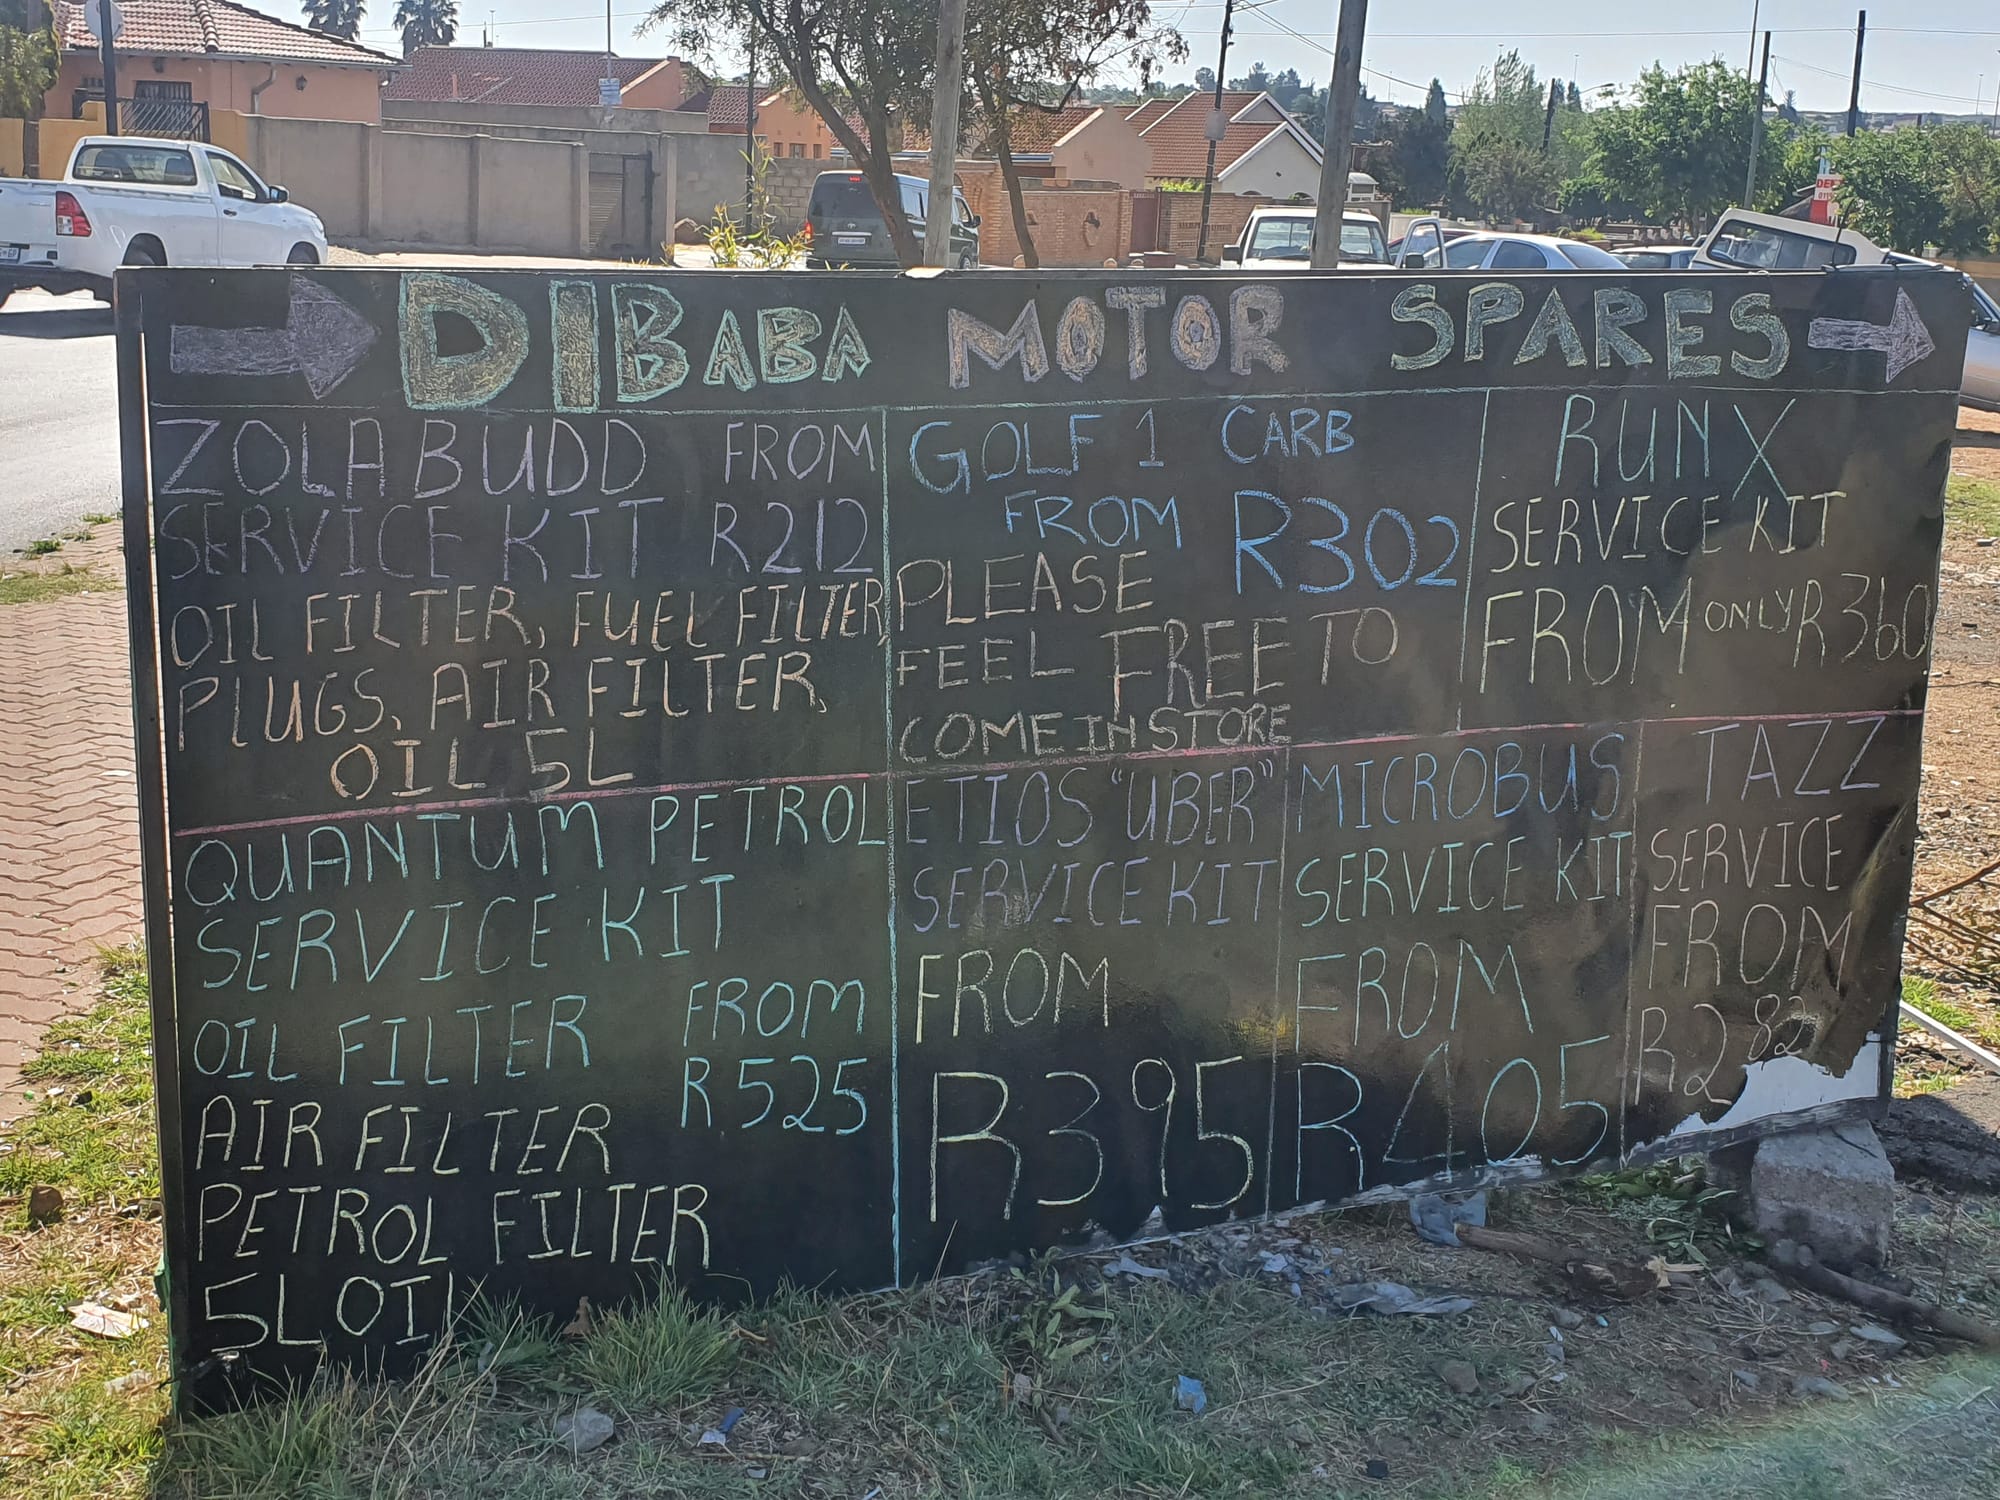 DIBABA MOTOR SPARES
ZOLABUDD FROM
SERVICE KIT R212
OIL FILTER, FUEL FILTER,
PLUGS, AIR FILTER,
OIL 5L
GOLF 1 CARB
FROM R302
PLEASE
FEEL FREE TO
COME IN STORE
RUNX
SERVICE KIT
FROM ONLY R360
QUANTUM PETROL
SERVICE KIT
OIL FILTER FROM
R525
AIR FILTER
PETROL FILTER
5L OIL
ETIOS "UBER"
SERVICE KIT
FROM
R395
MICROBUS
SERVICE KIT
FROM
R405
TAZZ
SERVICE
FROM
R282